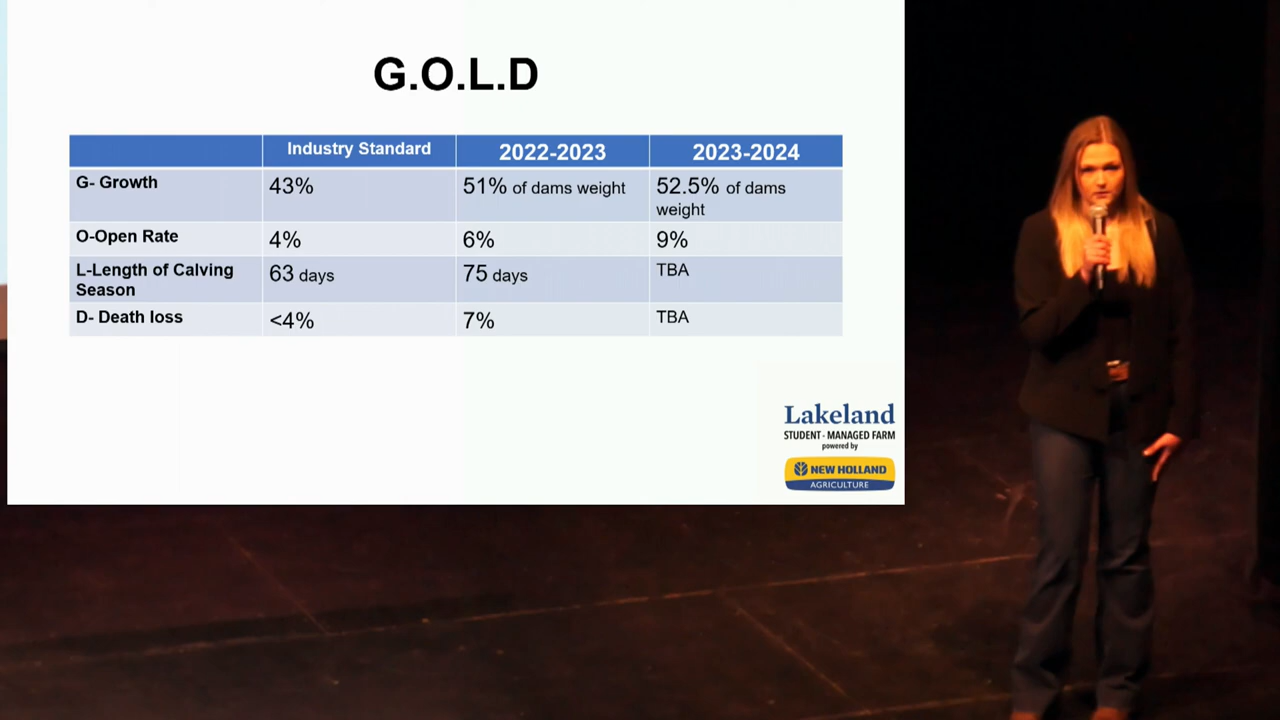 G.O.L.D
Industry Standard 2022-2023 2023-2024
G- Growth 43% 51% of dams weight 52.5% of dams
weight
O-Open Rate 4% 6% 9%
L-Length of Calving 63 days 75 days TBA
Season
D- Death loss <4% 7% TBA
Lakeland
STUDENT - MANAGED FARM
powered by
NEW HOLLAND
AGRICULTURE